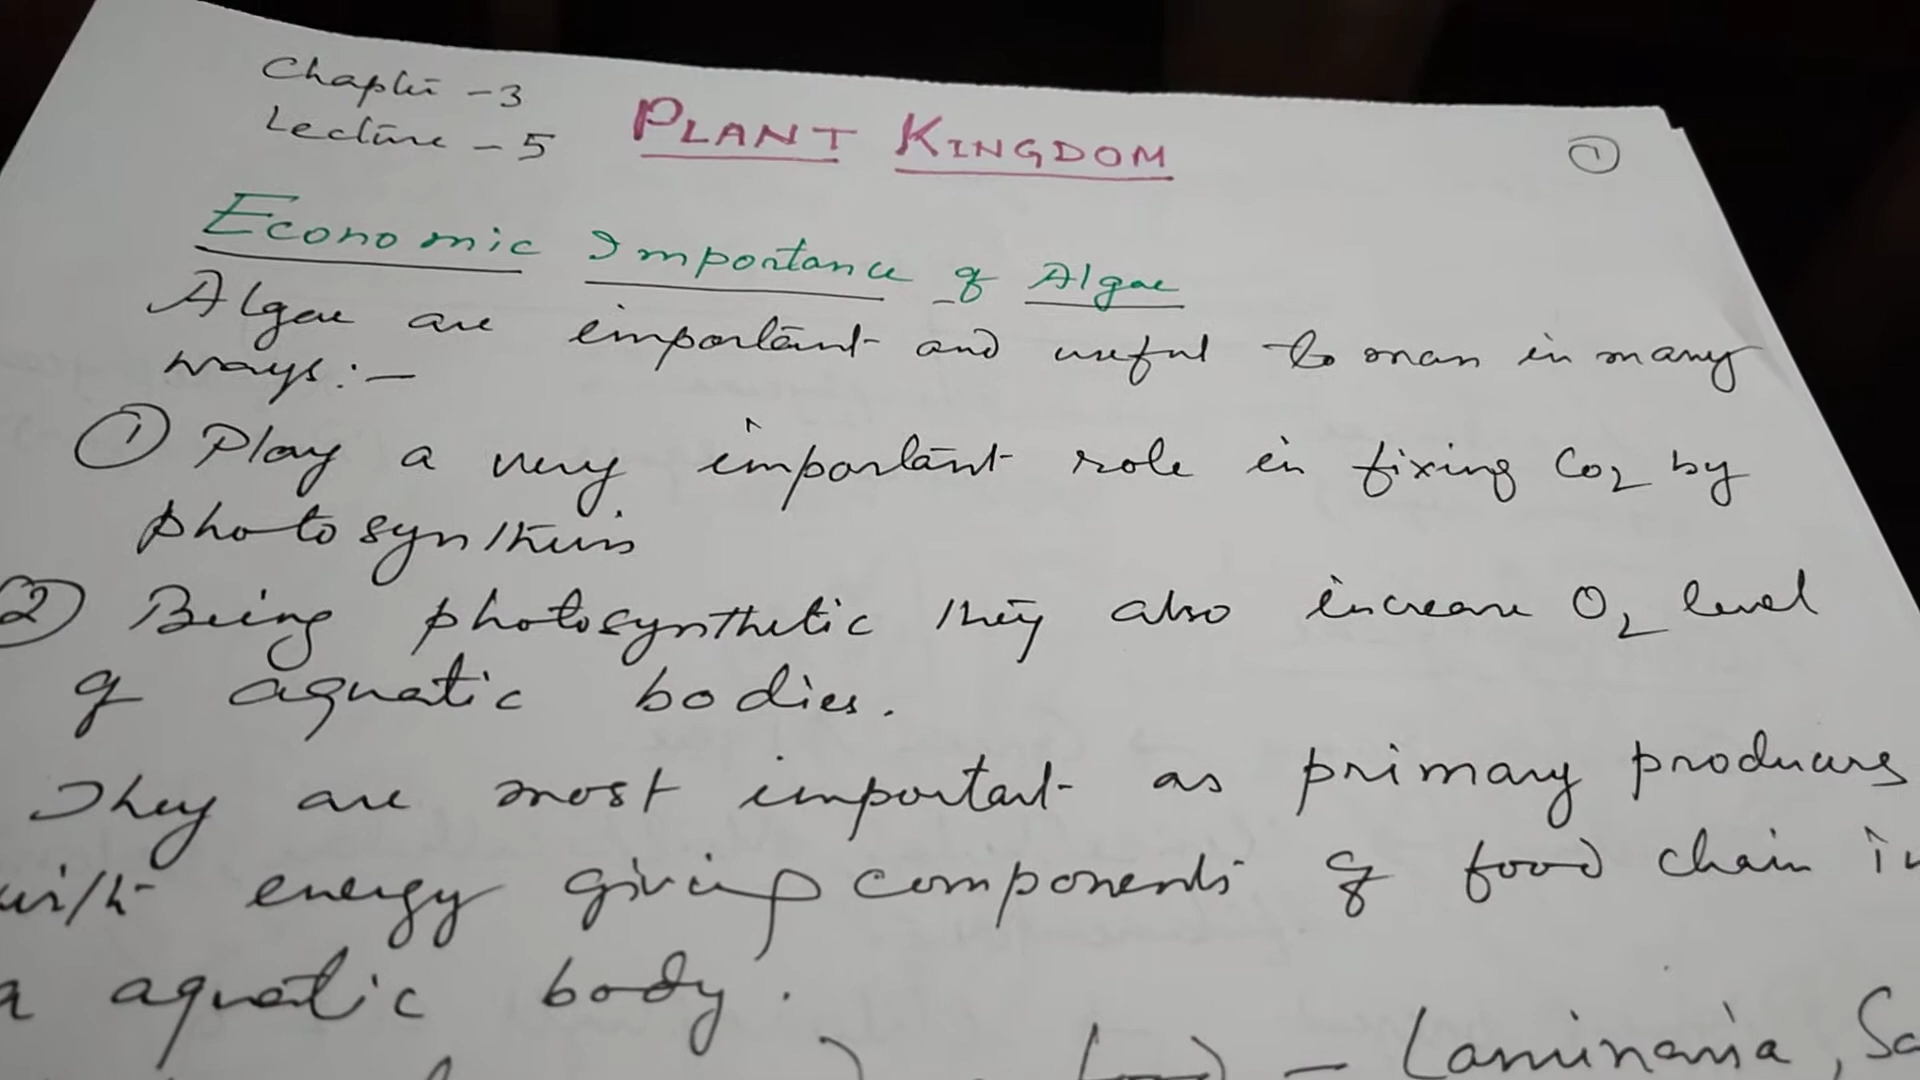 Chapter - 3
Lecture - 5
PLANT KINGDOM
1
Economic Importance of Algae
Algae are important and useful to man in many
ways:-
1 Play a very important role in fixing CO2 by
photosynthesis
2 Being photosynthetic they also increase O2 level
of aquatic bodies.
They are most important as primary producers
with energy giving components of food chain in
a aquatic body.
- Laminaria,